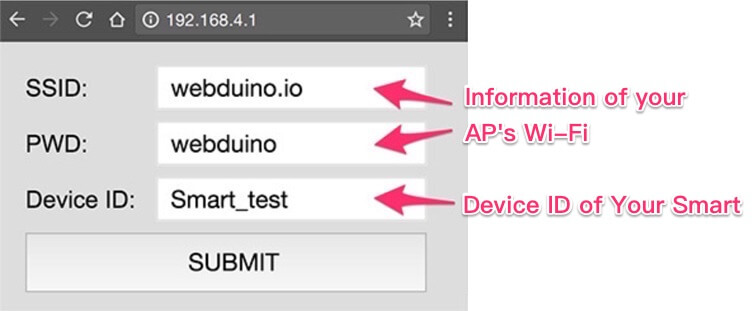 192.168.4.1
SSID: webduino.io
Information of your
PWD: webduino
AP's Wi-Fi
Device ID: Smart_test
Device ID of Your Smart
SUBMIT